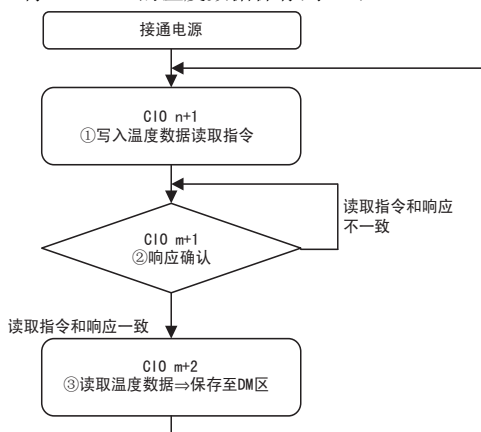 接通电源
CIO n+1
①写入温度数据读取指令
读取指令和响应
不一致
CIO m+1
②响应确认
读取指令和响应一致
CIO m+2
③读取温度数据⇒保存至DM区